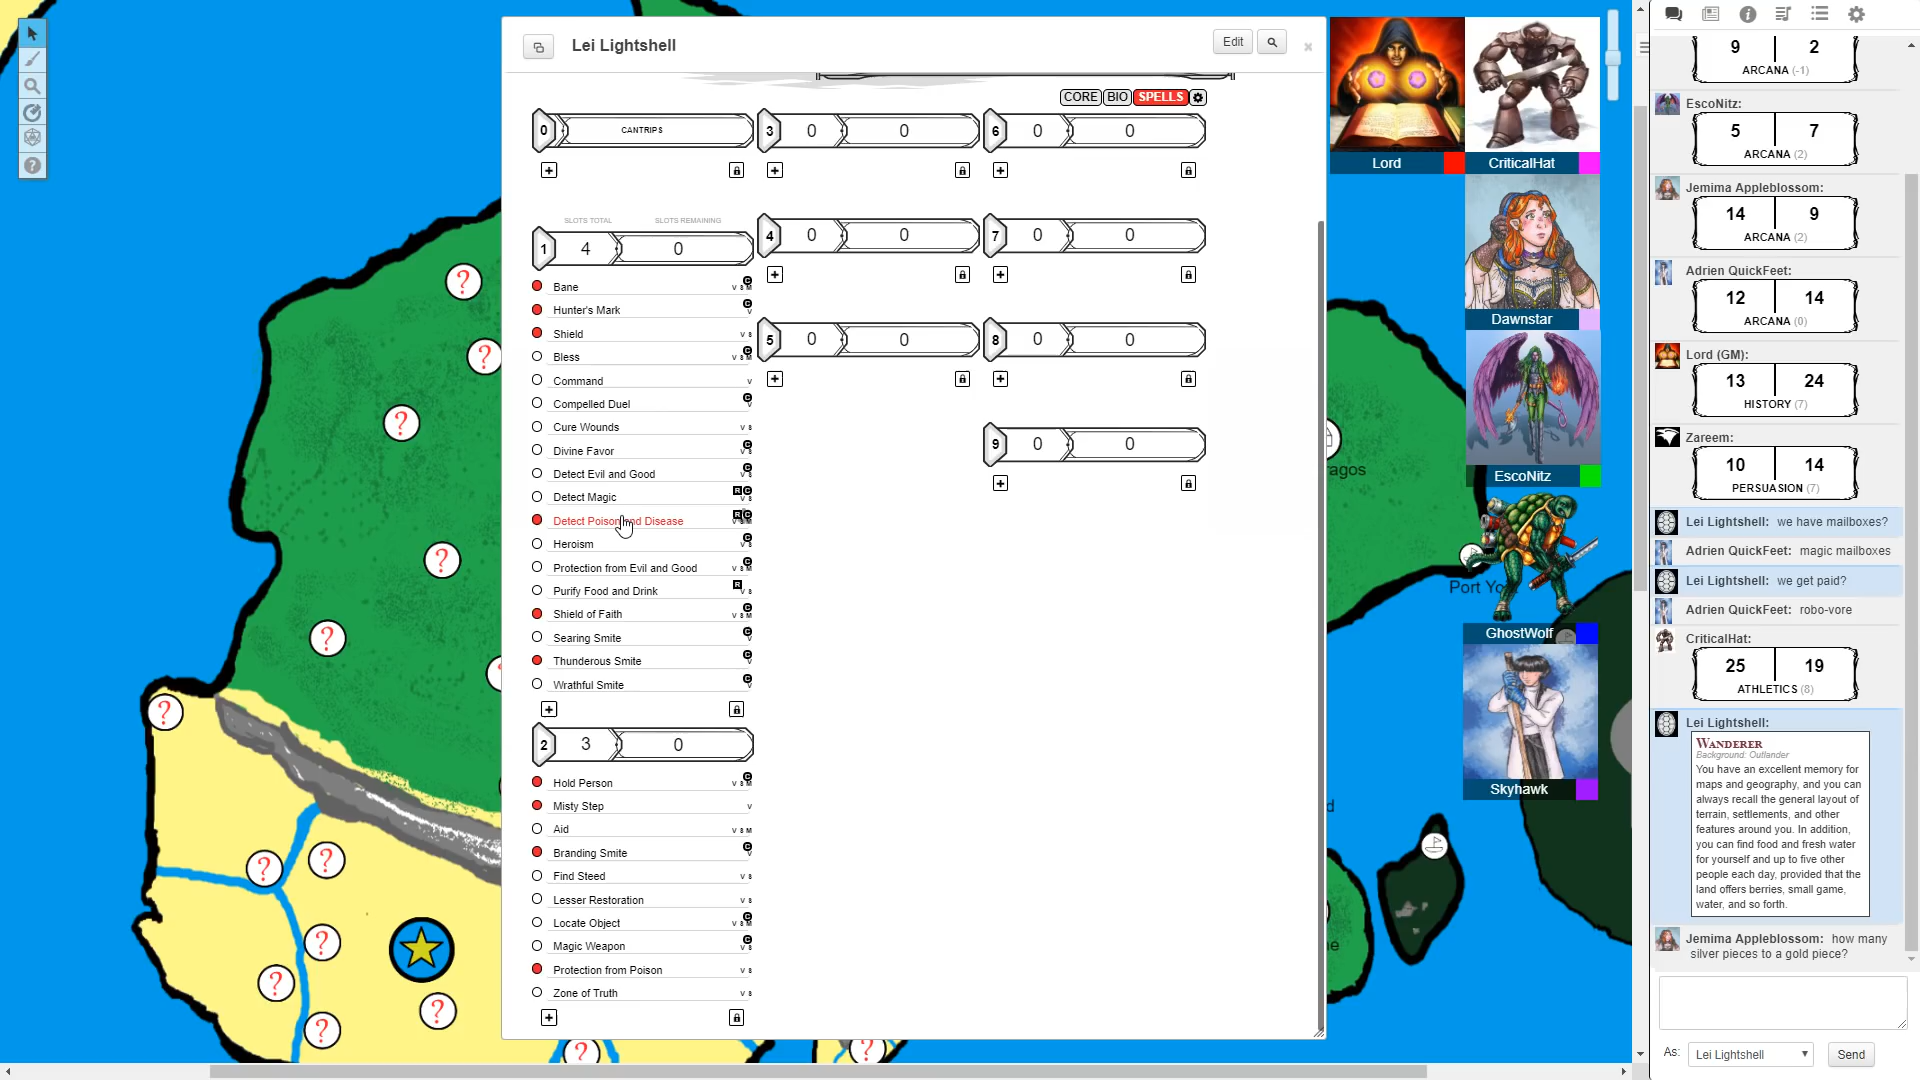 Lei Lightshell
Edit
CORE BIO SPELLS
0 CANTRIPS
SLOTS TOTAL SLOTS REMAINING
1 4 0
Bane
Hunter's Mark
Shield
Bless
Command
Compelled Duel
Cure Wounds
Divine Favor
Detect Evil and Good
Detect Magic
Detect Poison and Disease
Heroism
Protection from Evil and Good
Purify Food and Drink
Shield of Faith
Searing Smite
Thunderous Smite
Wrathful Smite
2 3 0
Hold Person
Misty Step
Aid
Branding Smite
Find Steed
Lesser Restoration
Locate Object
Magic Weapon
Protection from Poison
Zone of Truth
3 0 0
4 0 0
5 0 0
6 0 0
7 0 0
8 0 0
9 0 0
Lord
CriticalHat
Dawnstar
EscoNitz
GhostWolf
Skyhawk
agos
Port Yo
9 2
ARCANA (-1)
EscoNitz:
5 7
ARCANA (2)
Jemima Appleblossom:
14 9
ARCANA (2)
Adrien QuickFeet:
12 14
ARCANA (0)
Lord (GM):
13 24
HISTORY (7)
Zareem:
10 14
PERSUASION (7)
Lei Lightshell: we have mailboxes?
Adrien QuickFeet: magic mailboxes
Lei Lightshell: we get paid?
Adrien QuickFeet: robo-vore
CriticalHat:
25 19
ATHLETICS (8)
Lei Lightshell:
WANDERER
Background: Outlander
You have an excellent memory for
maps and geography, and you can
always recall the general layout of
terrain, settlements, and other
features around you. In addition,
you can find food and fresh water
for yourself and up to five other
people each day, provided that the
land offers berries, small game,
water, and so forth.
Jemima Appleblossom: how many
silver pieces to a gold piece?
As: Lei Lightshell Send